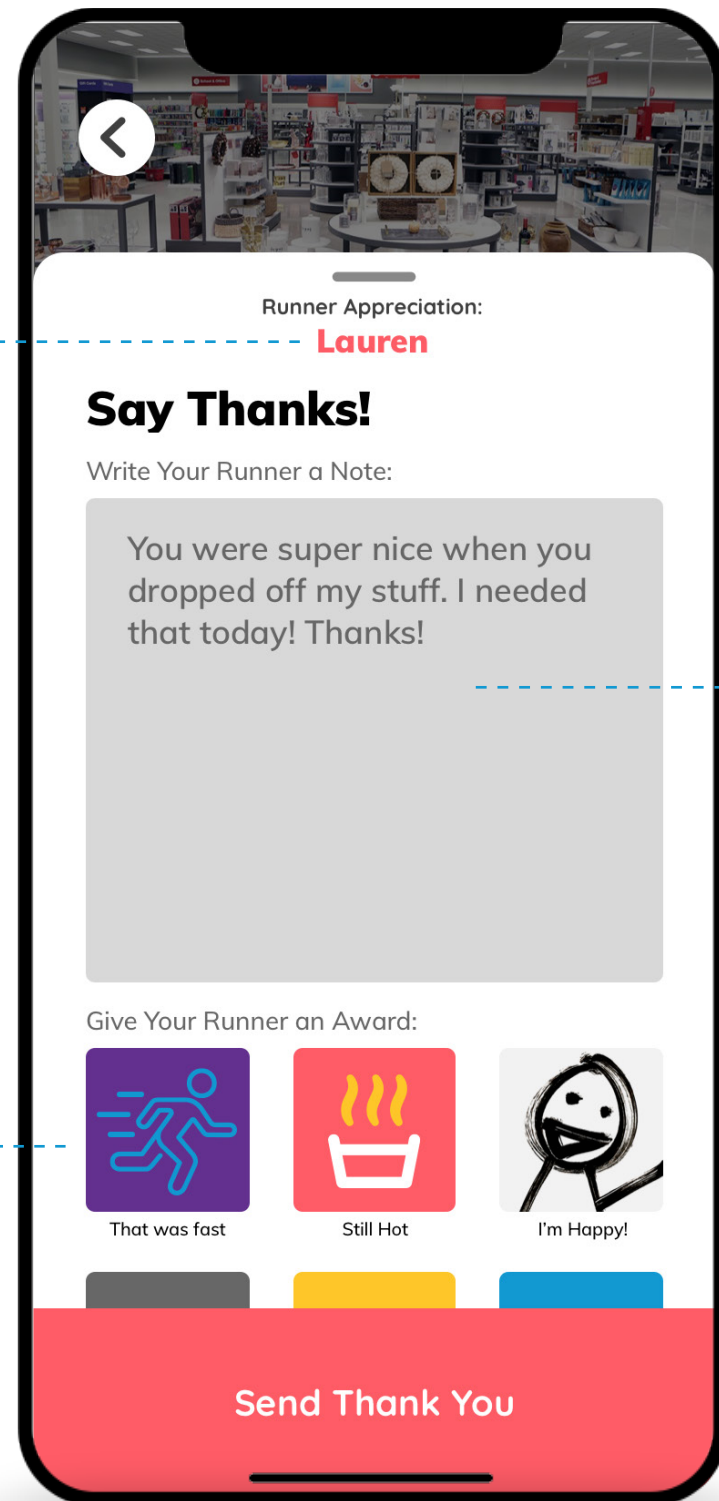 Runner Appreciation:
Lauren
Say Thanks!
Write Your Runner a Note:
You were super nice when you
dropped off my stuff. I needed
that today! Thanks!
Give Your Runner an Award:
That was fast
Still Hot
I'm Happy!
Send Thank You